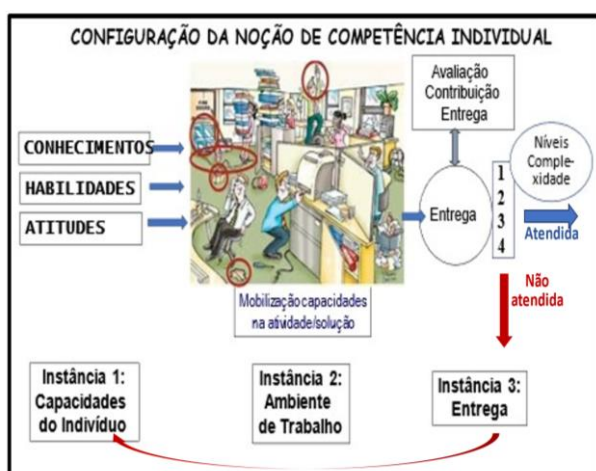 CONFIGURAÇÃO DA NOÇÃO DE COMPETÊNCIA INDIVIDUAL
CONHECIMENTOS
HABILIDADES
ATITUDES
Mobilização capacidades
na atividade/solução
Avaliação
Contribuição
Entrega
Entrega
1
2
3
4
Níveis
Comple-
xidade
Atendida
Não
atendida
Instância 1:
Capacidades
do Indivíduo
Instância 2:
Ambiente
de Trabalho
Instância 3:
Entrega